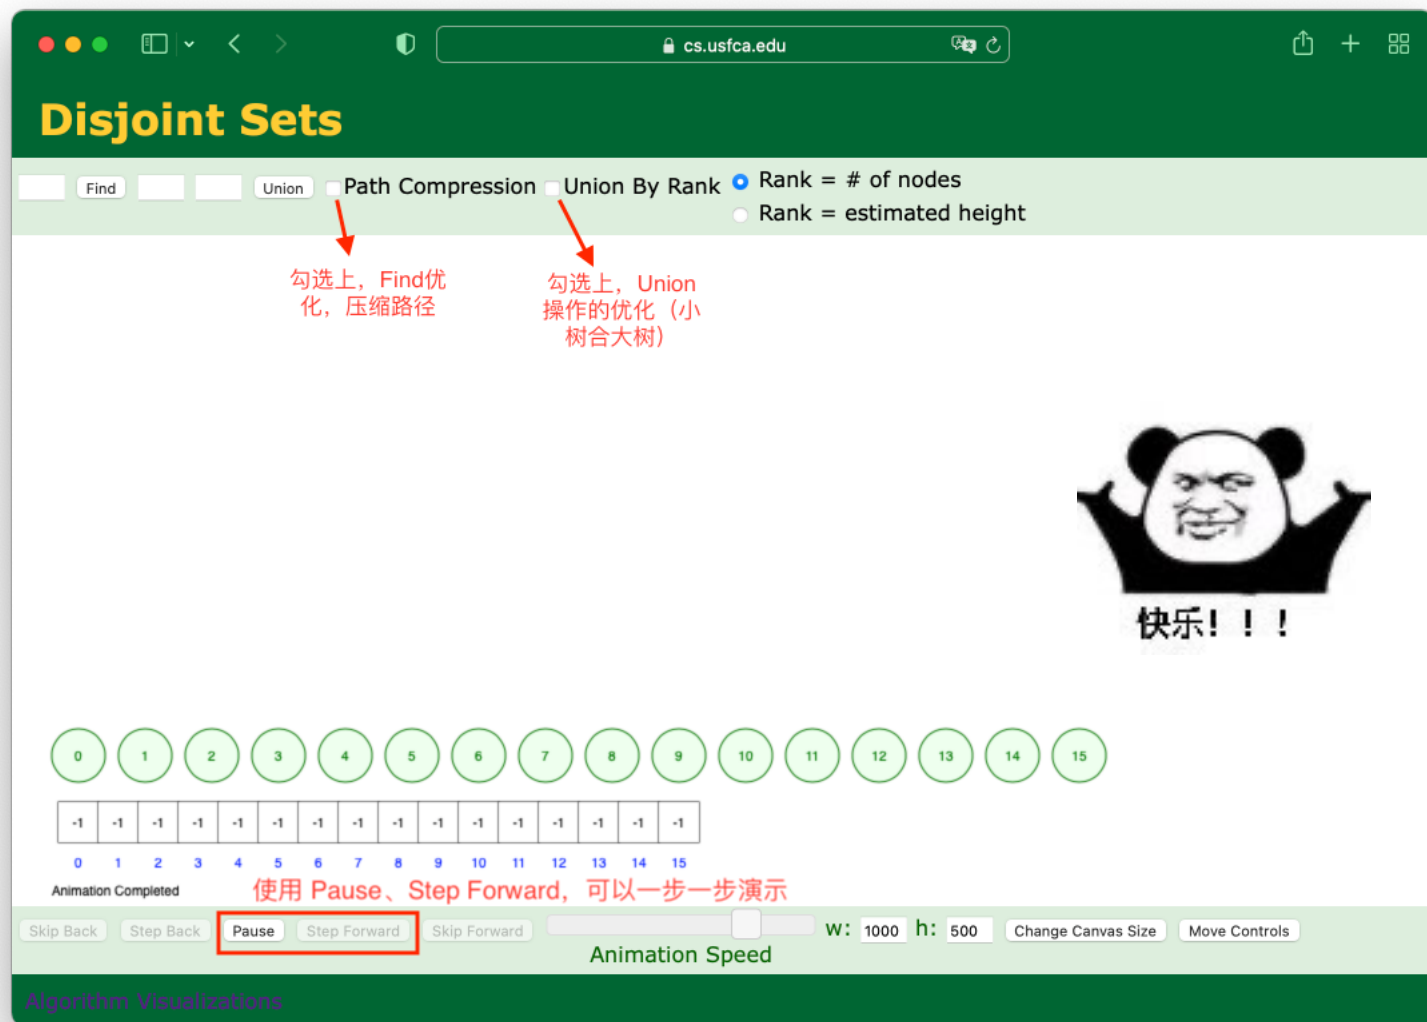 cs.usfca.edu
Disjoint Sets
Find Union Path Compression Union By Rank Rank = # of nodes
Rank = estimated height
勾选上，Find优
化，压缩路径
勾选上，Union
操作的优化（小
树合大树）
快乐！！！
0 1 2 3 4 5 6 7 8 9 10 11 12 13 14 15
-1 -1 -1 -1 -1 -1 -1 -1 -1 -1 -1 -1 -1 -1 -1 -1
0 1 2 3 4 5 6 7 8 9 10 11 12 13 14 15
Animation Completed
使用 Pause、Step Forward，可以一步一步演示
Skip Back Step Back Pause Step Forward Skip Forward w: 1000 h: 500 Change Canvas Size Move Controls
Animation Speed
Algorithm Visualizations